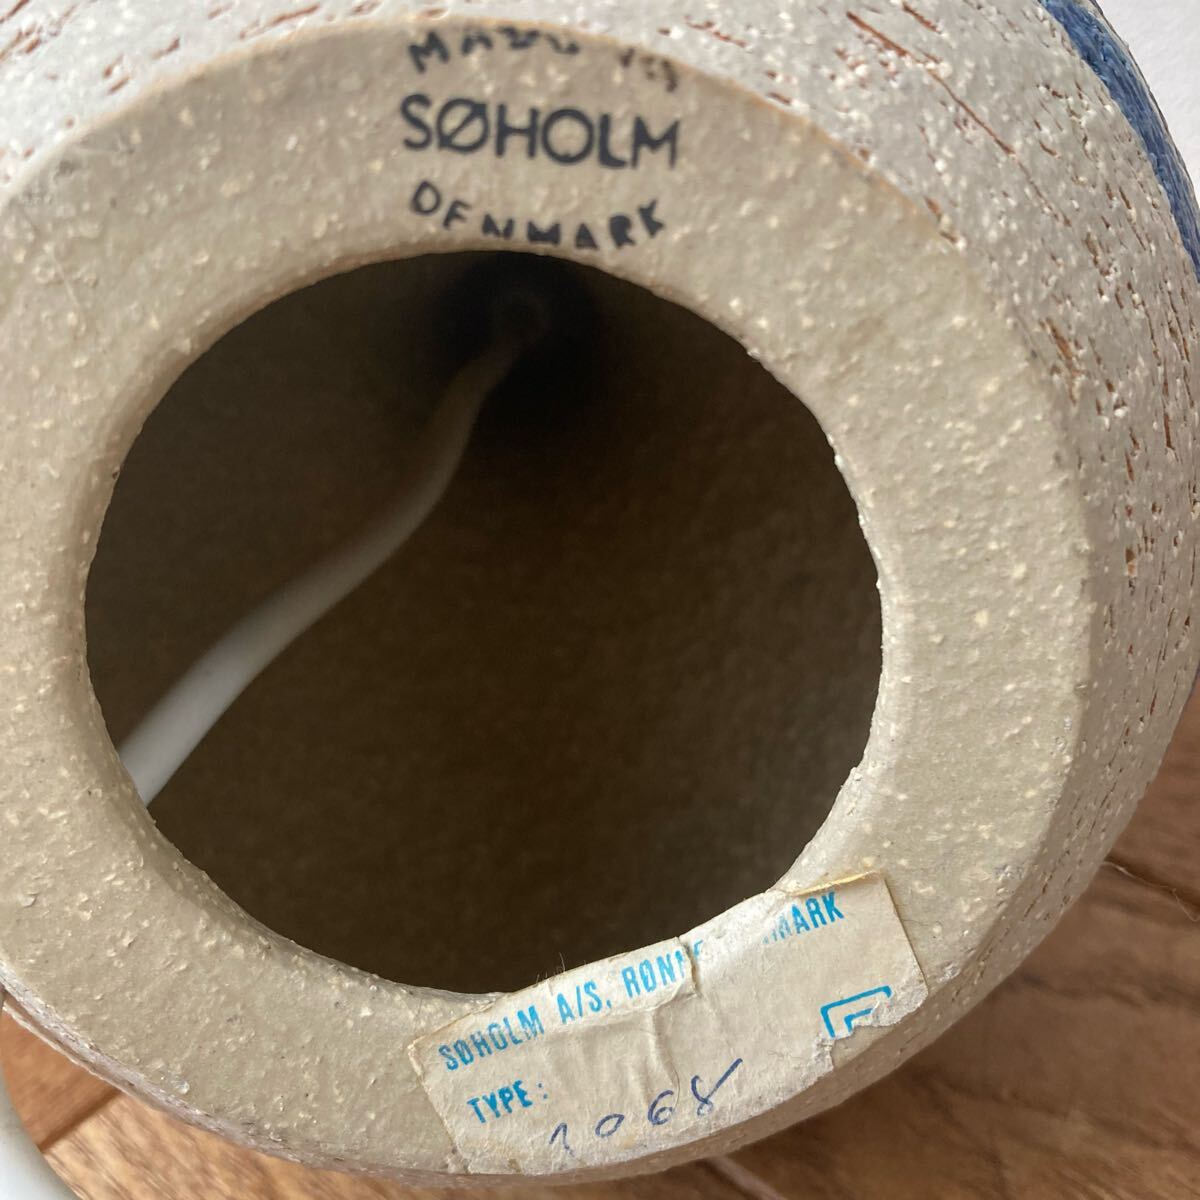 SØHOLM
DENMARK
SØHOLM A/S. RØNNE
TYPE:
1068